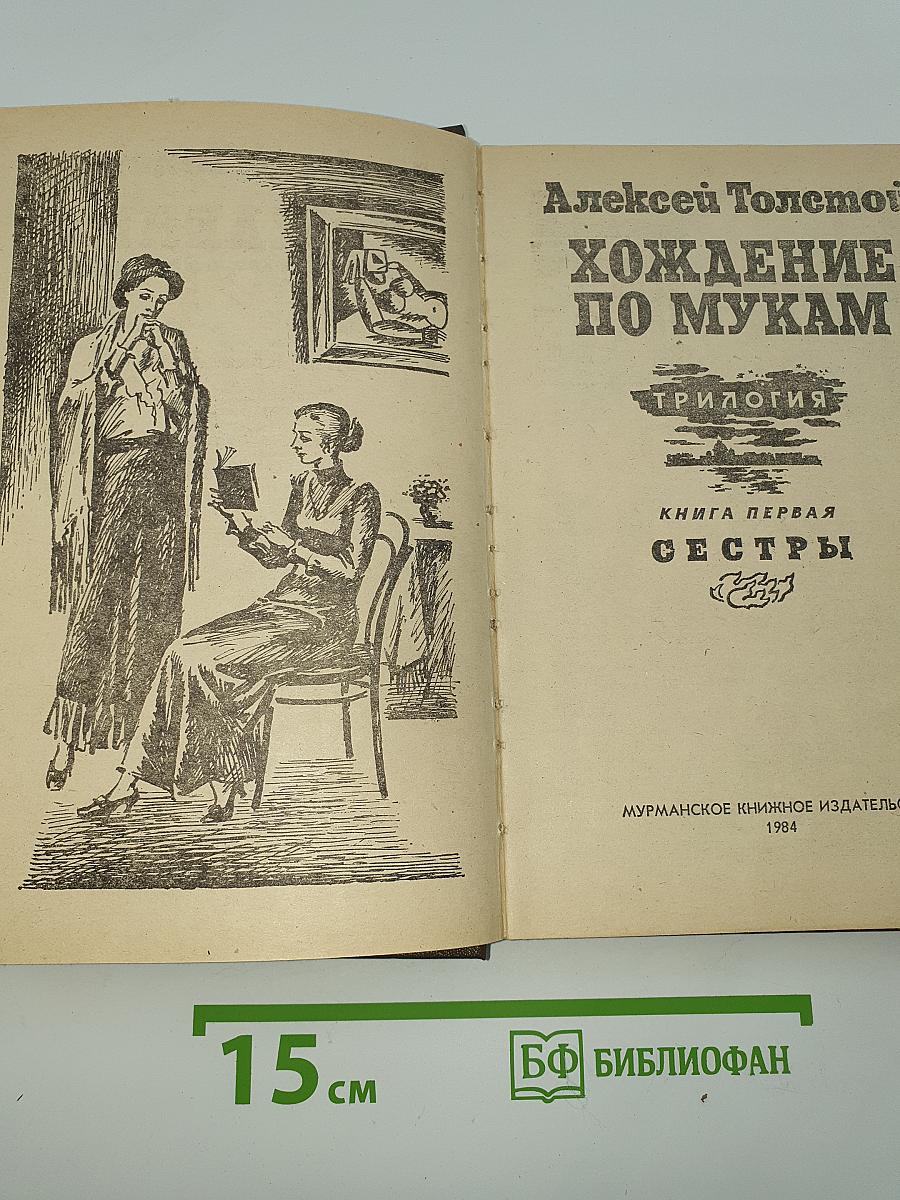 Алексей Толстой
ХОЖДЕНИЕ
ПО МУКАМ
ТРИЛОГИЯ
КНИГА ПЕРВАЯ
СЕСТРЫ
МУРМАНСКОЕ КНИЖНОЕ ИЗДАТЕЛЬС
1984
15 см
БФ БИБЛИОФАН